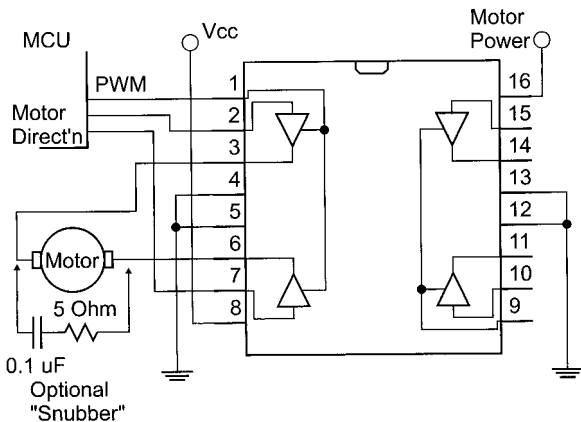 MCU
Vcc
Motor
Power
PWM
Motor
Direct'n
1
2
3
4
5
6
7
8
16
15
14
13
12
11
10
9
Motor
5 Ohm
0.1 uF
Optional
"Snubber"